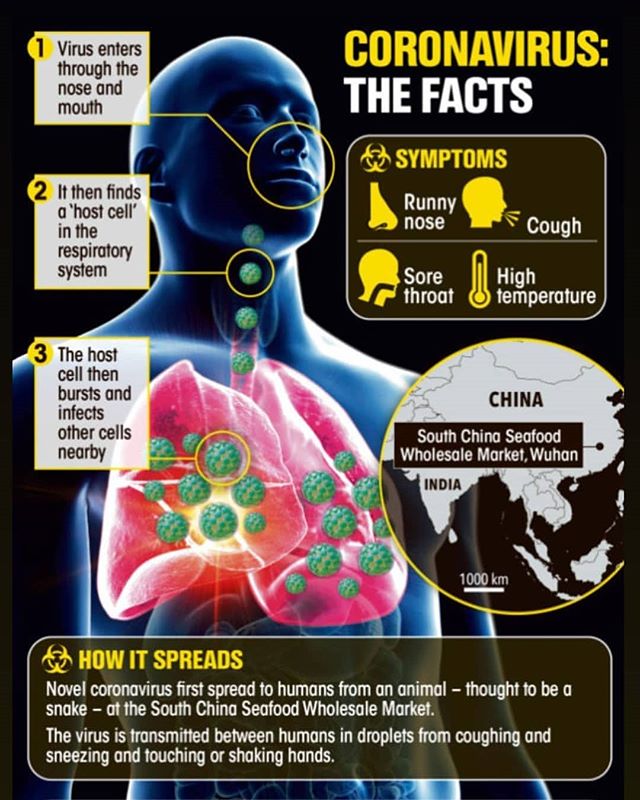 CORONAVIRUS:
THE FACTS
1
Virus enters
through the
nose and
mouth
2
It then finds
a 'host cell'
in the
respiratory
system
3
The host
cell then
bursts and
infects
other cells
nearby
SYMPTOMS
Runny
nose
Cough
Sore
throat
High
temperature
CHINA
South China Seafood
Wholesale Market, Wuhan
INDIA
1000 km
HOW IT SPREADS
Novel coronavirus first spread to humans from an animal – thought to be a
snake – at the South China Seafood Wholesale Market.
The virus is transmitted between humans in droplets from coughing and
sneezing and touching or shaking hands.